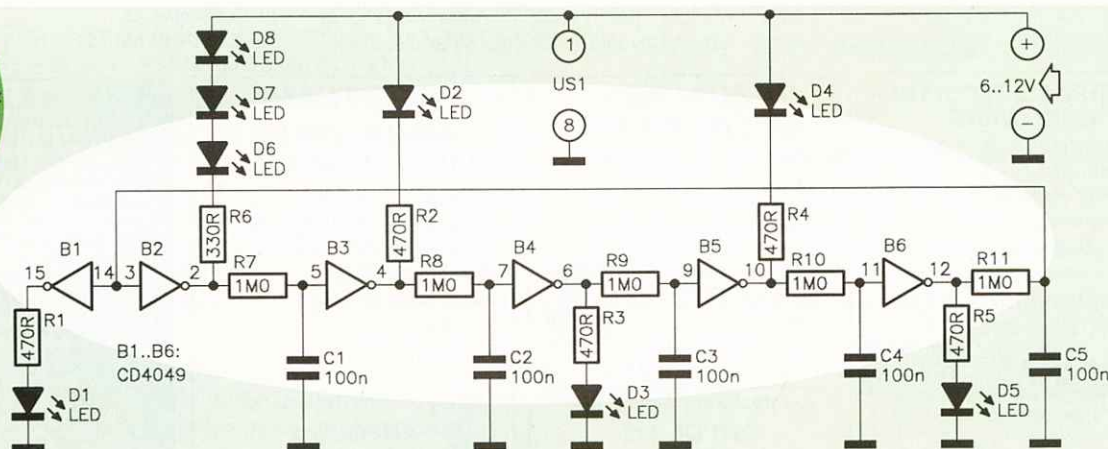 D8
LED
D7
LED
D6
LED
D2
LED
1
US1
8
D4
LED
+
6..12V
−
R6
330R
R2
470R
R4
470R
B1
B2
B3
B4
B5
B6
15
14
3
2
R7
1M0
5
4
R8
1M0
7
6
R9
1M0
9
10
R10
1M0
11
12
R11
1M0
R1
470R
B1..B6:
CD4049
C1
100n
C2
100n
R3
470R
C3
100n
C4
100n
R5
470R
C5
100n
D1
LED
D3
LED
D5
LED